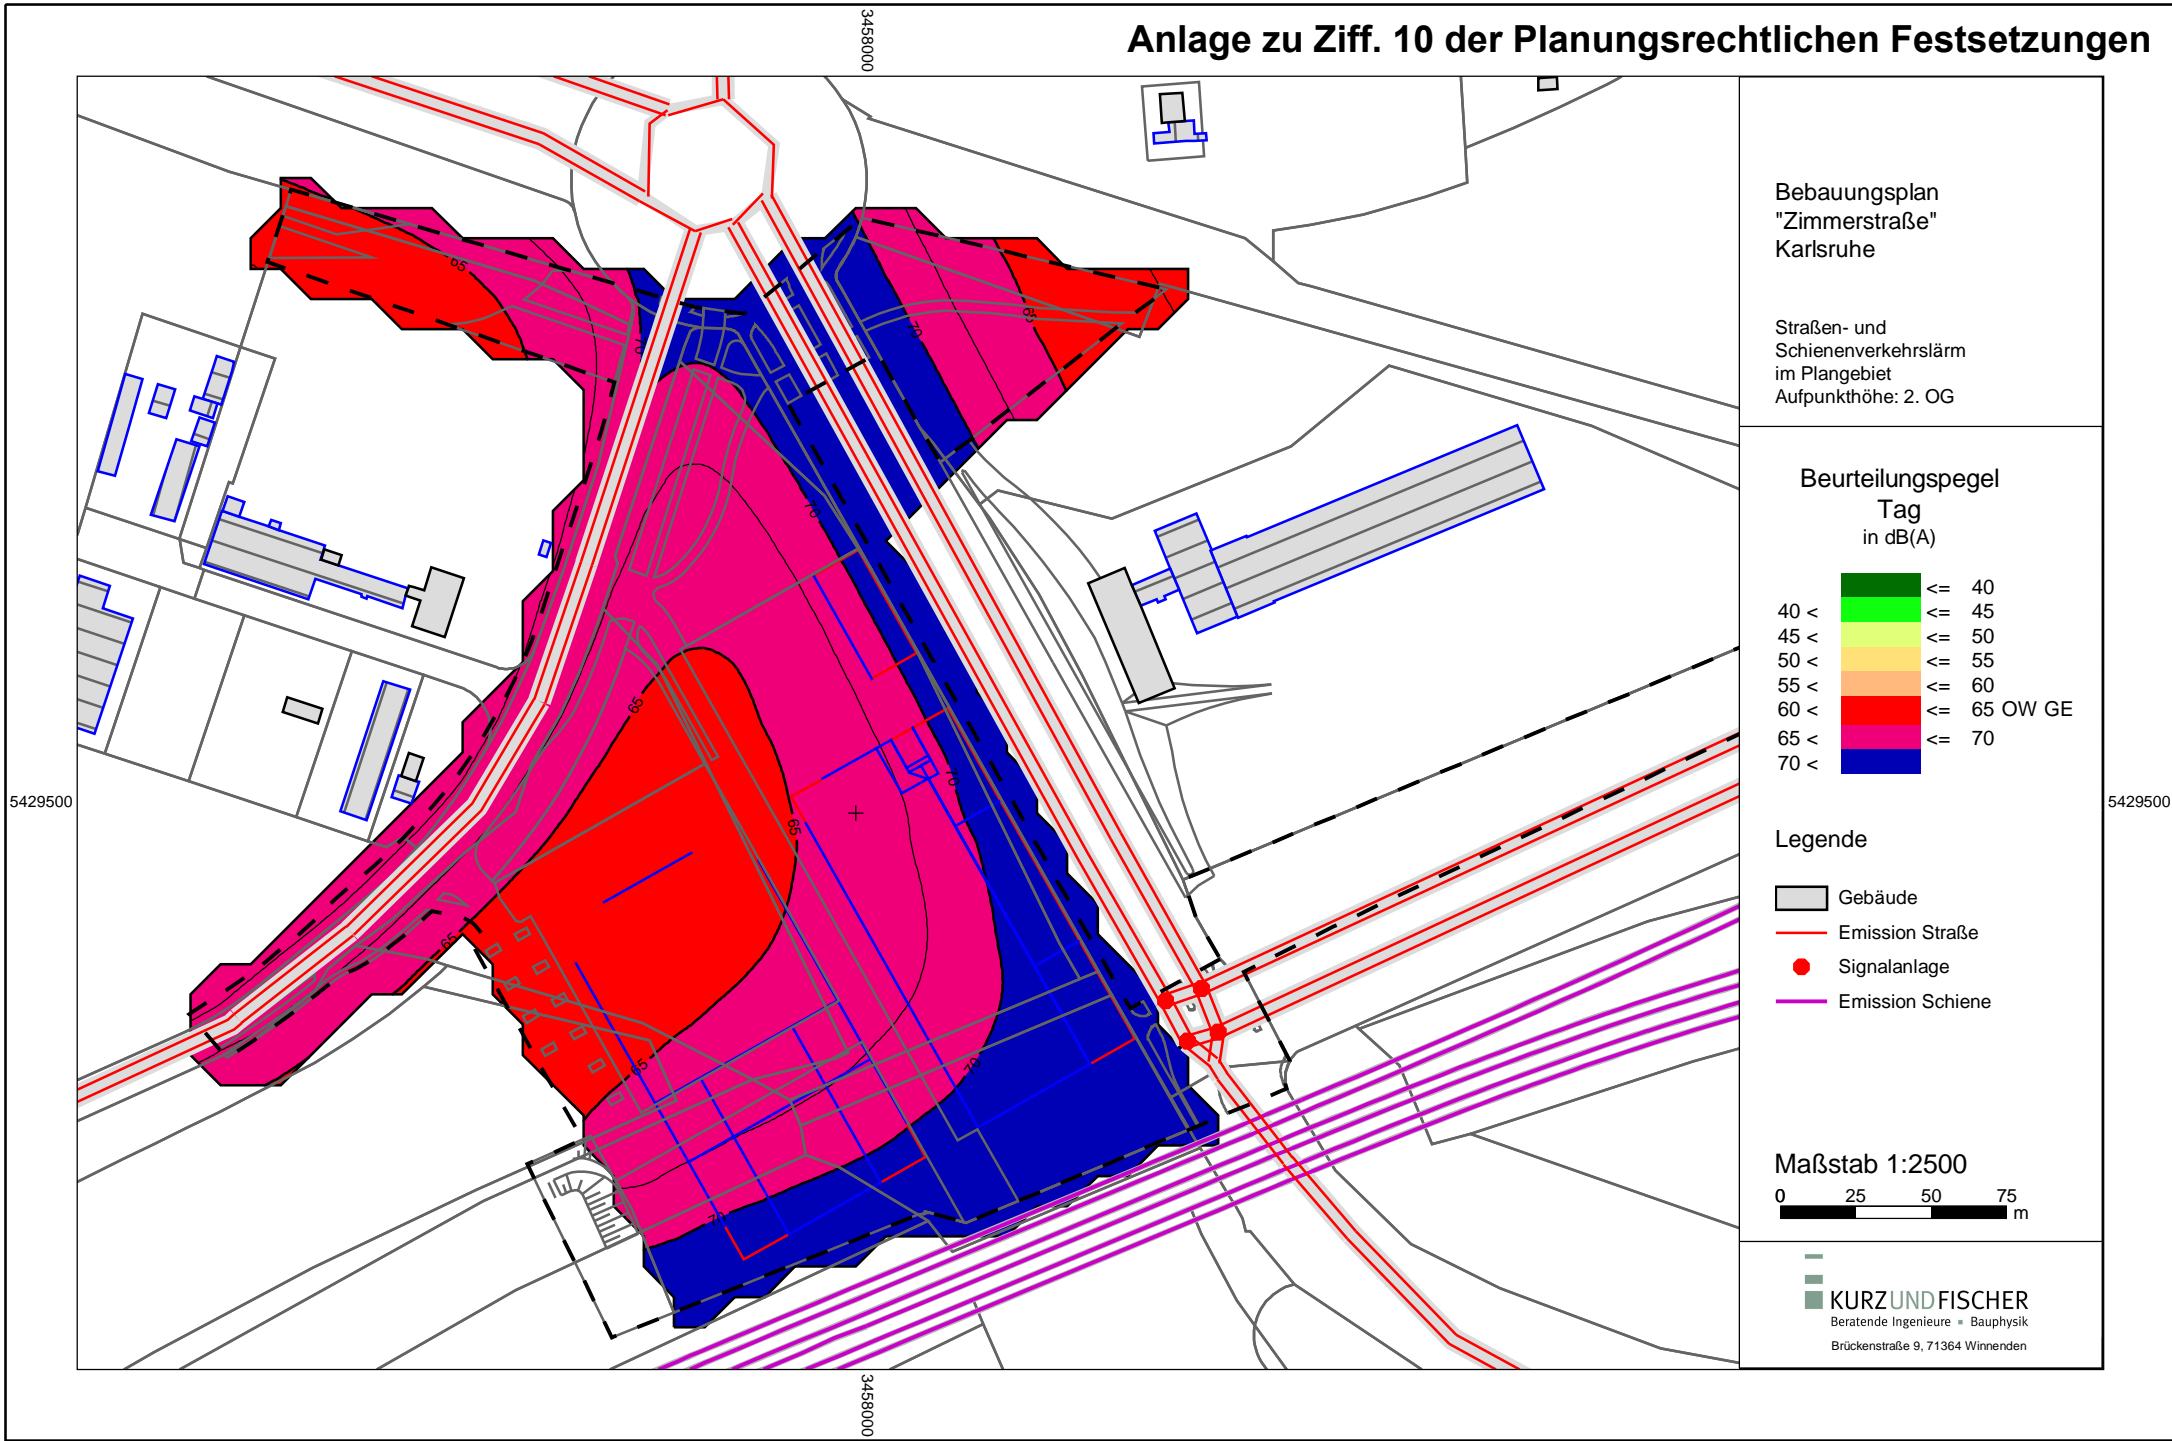 Anlage zu Ziff. 10 der Planungsrechtlichen Festsetzungen
3458000
Bebauungsplan
"Zimmerstraße"
Karlsruhe
Straßen- und
Schienenverkehrslärm
im Plangebiet
Aufpunkthöhe: 2. OG
Beurteilungspegel
Tag
in dB(A)
<= 40
40 < <= 45
45 < <= 50
50 < <= 55
55 < <= 60
60 < <= 65 OW GE
65 < <= 70
70 <
Legende
Gebäude
Emission Straße
Signalanlage
Emission Schiene
Maßstab 1:2500
0 25 50 75
m
KURZUNDFISCHER
Beratende Ingenieure ▪ Bauphysik
Brückenstraße 9, 71364 Winnenden
65
70
70
65
70
65
70
65
65
65
70
70
5429500
5429500
3458000